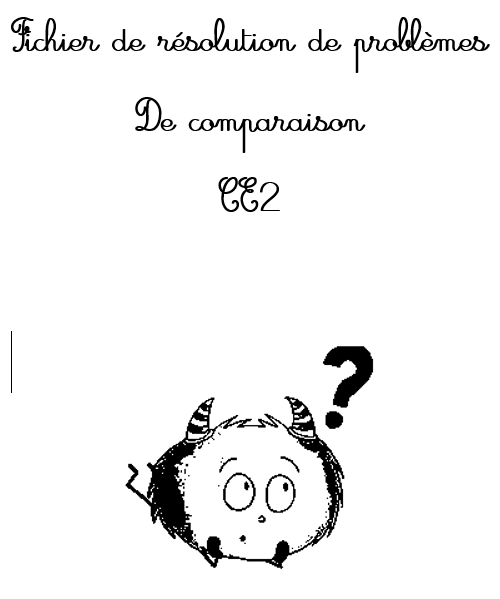 Fichier de résolution de problèmes
De comparaison
CE2
?